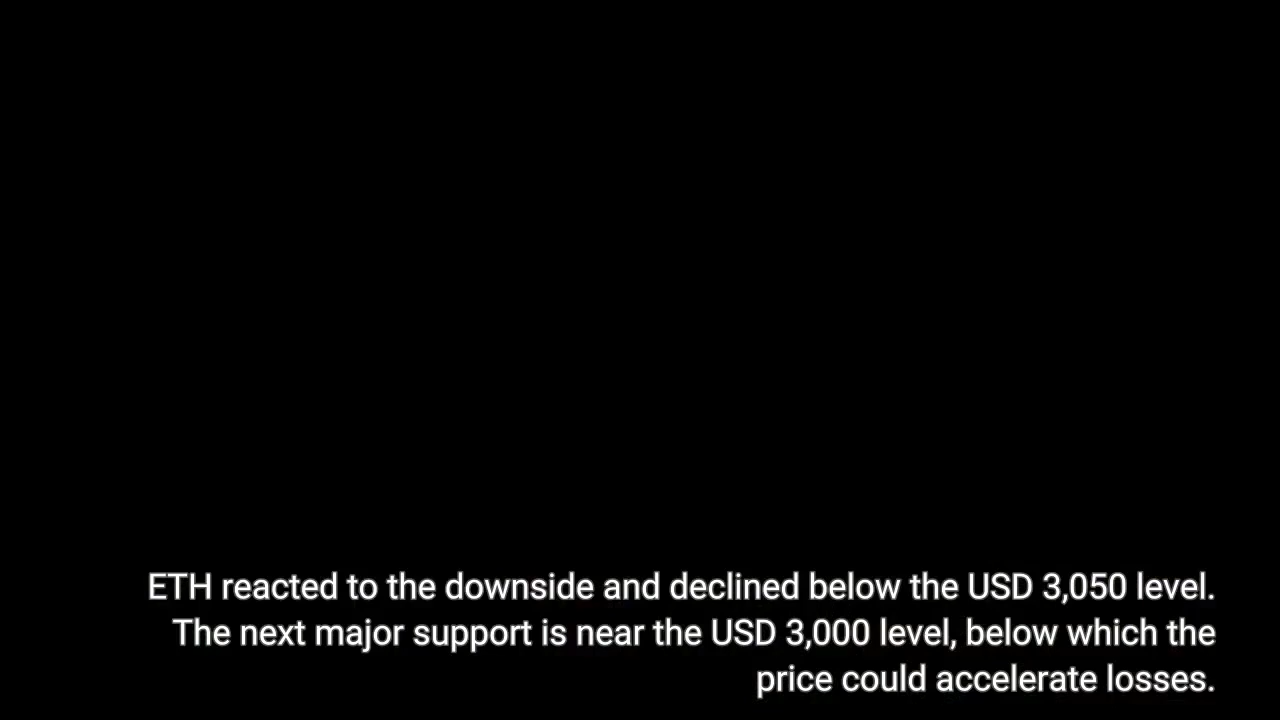 ETH reacted to the downside and declined below the USD 3,050 level.
The next major support is near the USD 3,000 level, below which the
price could accelerate losses.